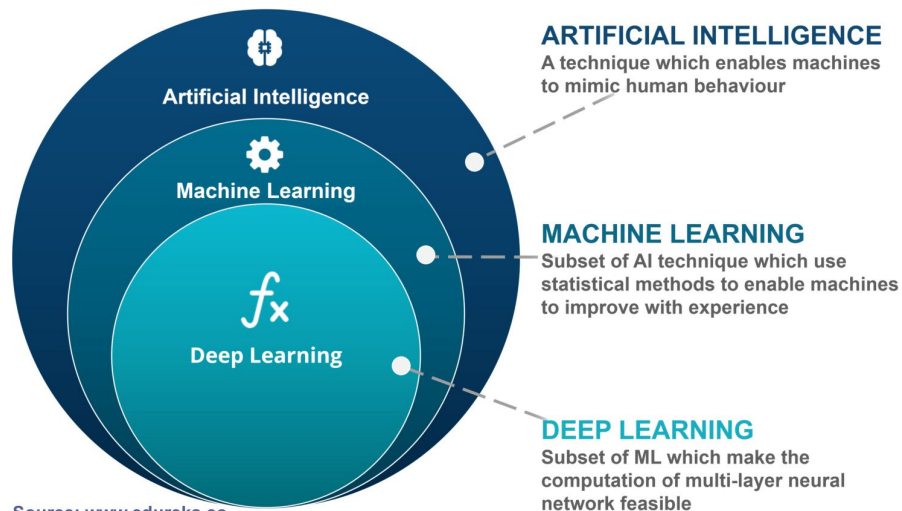 Artificial Intelligence
Machine Learning
fx
Deep Learning
ARTIFICIAL INTELLIGENCE
A technique which enables machines
to mimic human behaviour
MACHINE LEARNING
Subset of AI technique which use
statistical methods to enable machines
to improve with experience
DEEP LEARNING
Subset of ML which make the
computation of multi-layer neural
network feasible
Source: